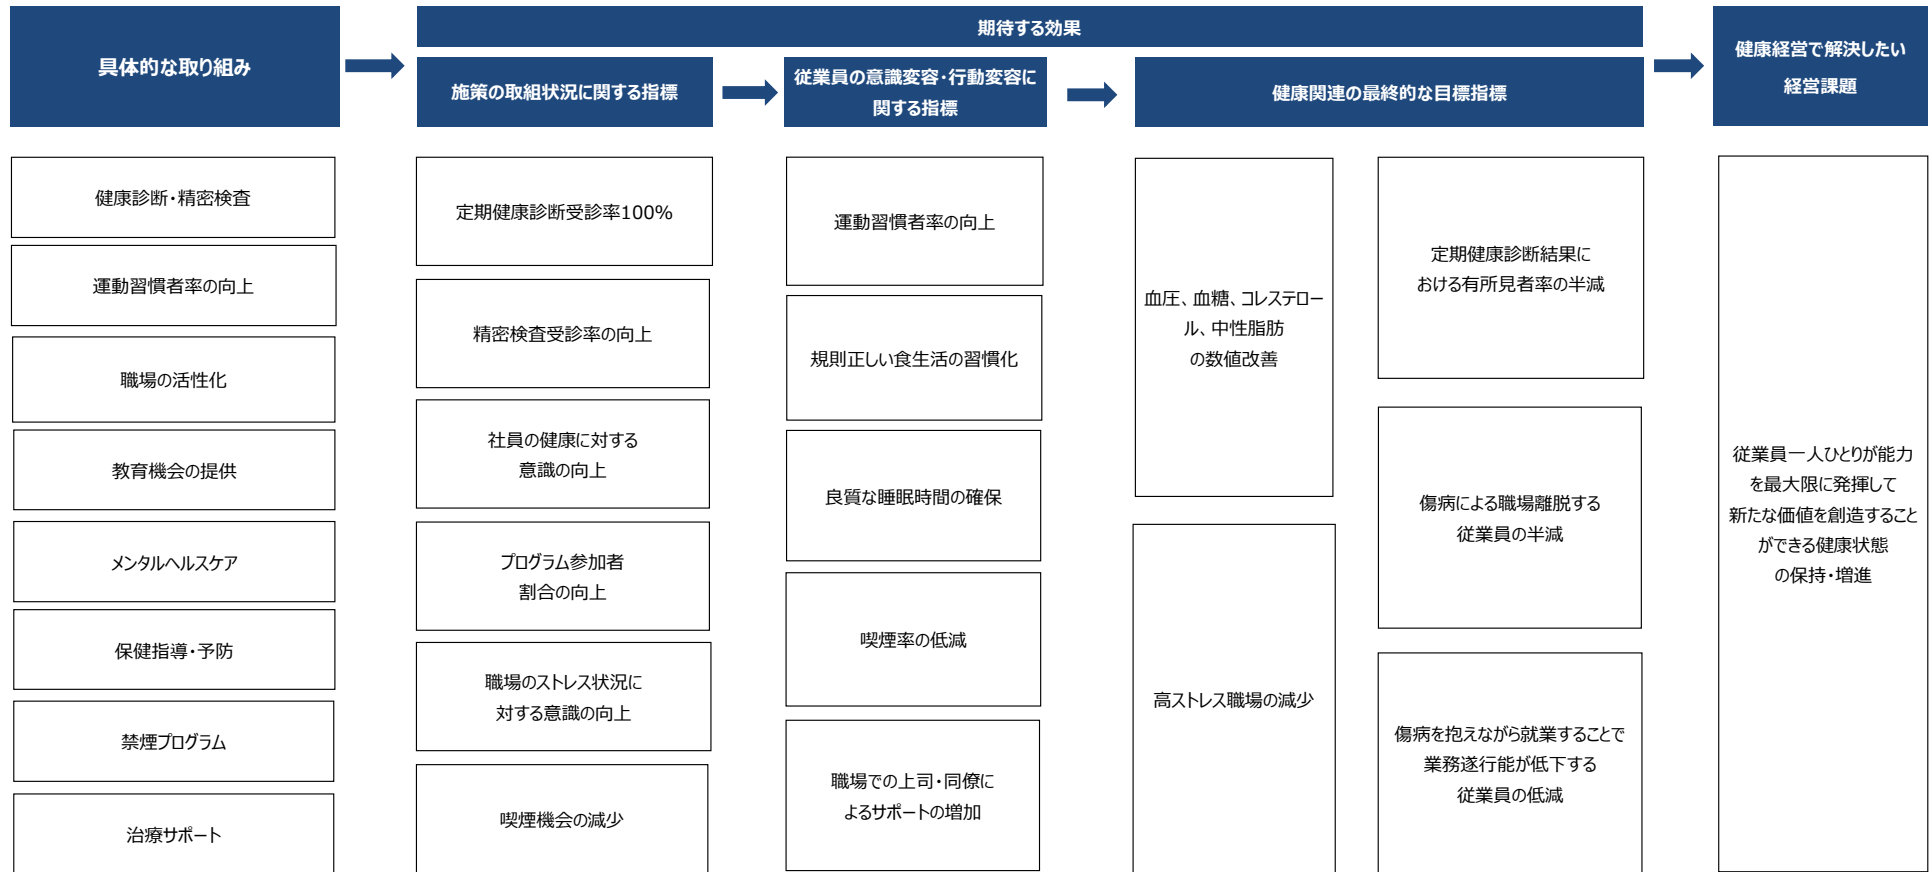 具体的な取り組み
期待する効果
施策の取組状況に関する指標
従業員の意識変容・行動変容に
関する指標
健康関連の最終的な目標指標
健康経営で解決したい
経営課題
健康診断・精密検査
運動習慣者率の向上
職場の活性化
教育機会の提供
メンタルヘルスケア
保健指導・予防
禁煙プログラム
治療サポート
定期健康診断受診率100%
精密検査受診率の向上
社員の健康に対する
意識の向上
プログラム参加者
割合の向上
職場のストレス状況に
対する意識の向上
喫煙機会の減少
運動習慣者率の向上
規則正しい食生活の習慣化
良質な睡眠時間の確保
喫煙率の低減
職場での上司・同僚に
よるサポートの増加
血圧、血糖、コレステロー
ル、中性脂肪
の数値改善
高ストレス職場の減少
定期健康診断結果に
おける有所見者率の半減
傷病による職場離脱する
従業員の半減
傷病を抱えながら就業することで
業務遂行能が低下する
従業員の低減
従業員一人ひとりが能力
を最大限に発揮して
新たな価値を創造すること
ができる健康状態
の保持・増進